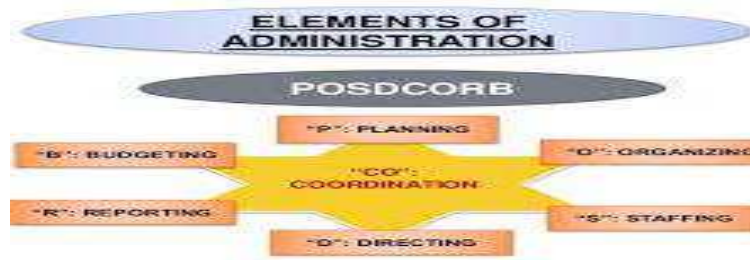 ELEMENTS OF
ADMINISTRATION
POSDCORB
"P": PLANNING
"B": BUDGETING
"O": ORGANIZING
"CO":
COORDINATION
"R": REPORTING
"S": STAFFING
"D": DIRECTING